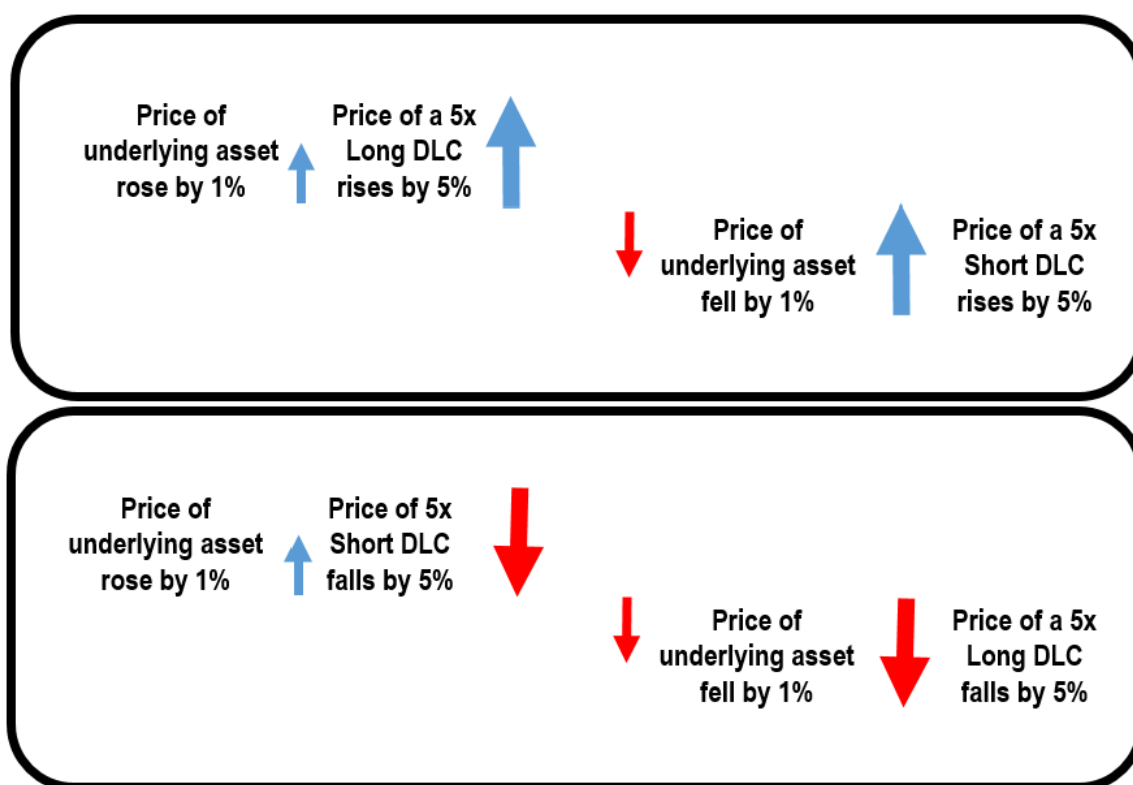 Price of
underlying asset
rose by 1%
Price of a 5x
Long DLC
rises by 5%
Price of
underlying asset
fell by 1%
Price of a 5x
Short DLC
rises by 5%
Price of
underlying asset
rose by 1%
Price of 5x
Short DLC
falls by 5%
Price of
underlying asset
fell by 1%
Price of a 5x
Long DLC
falls by 5%